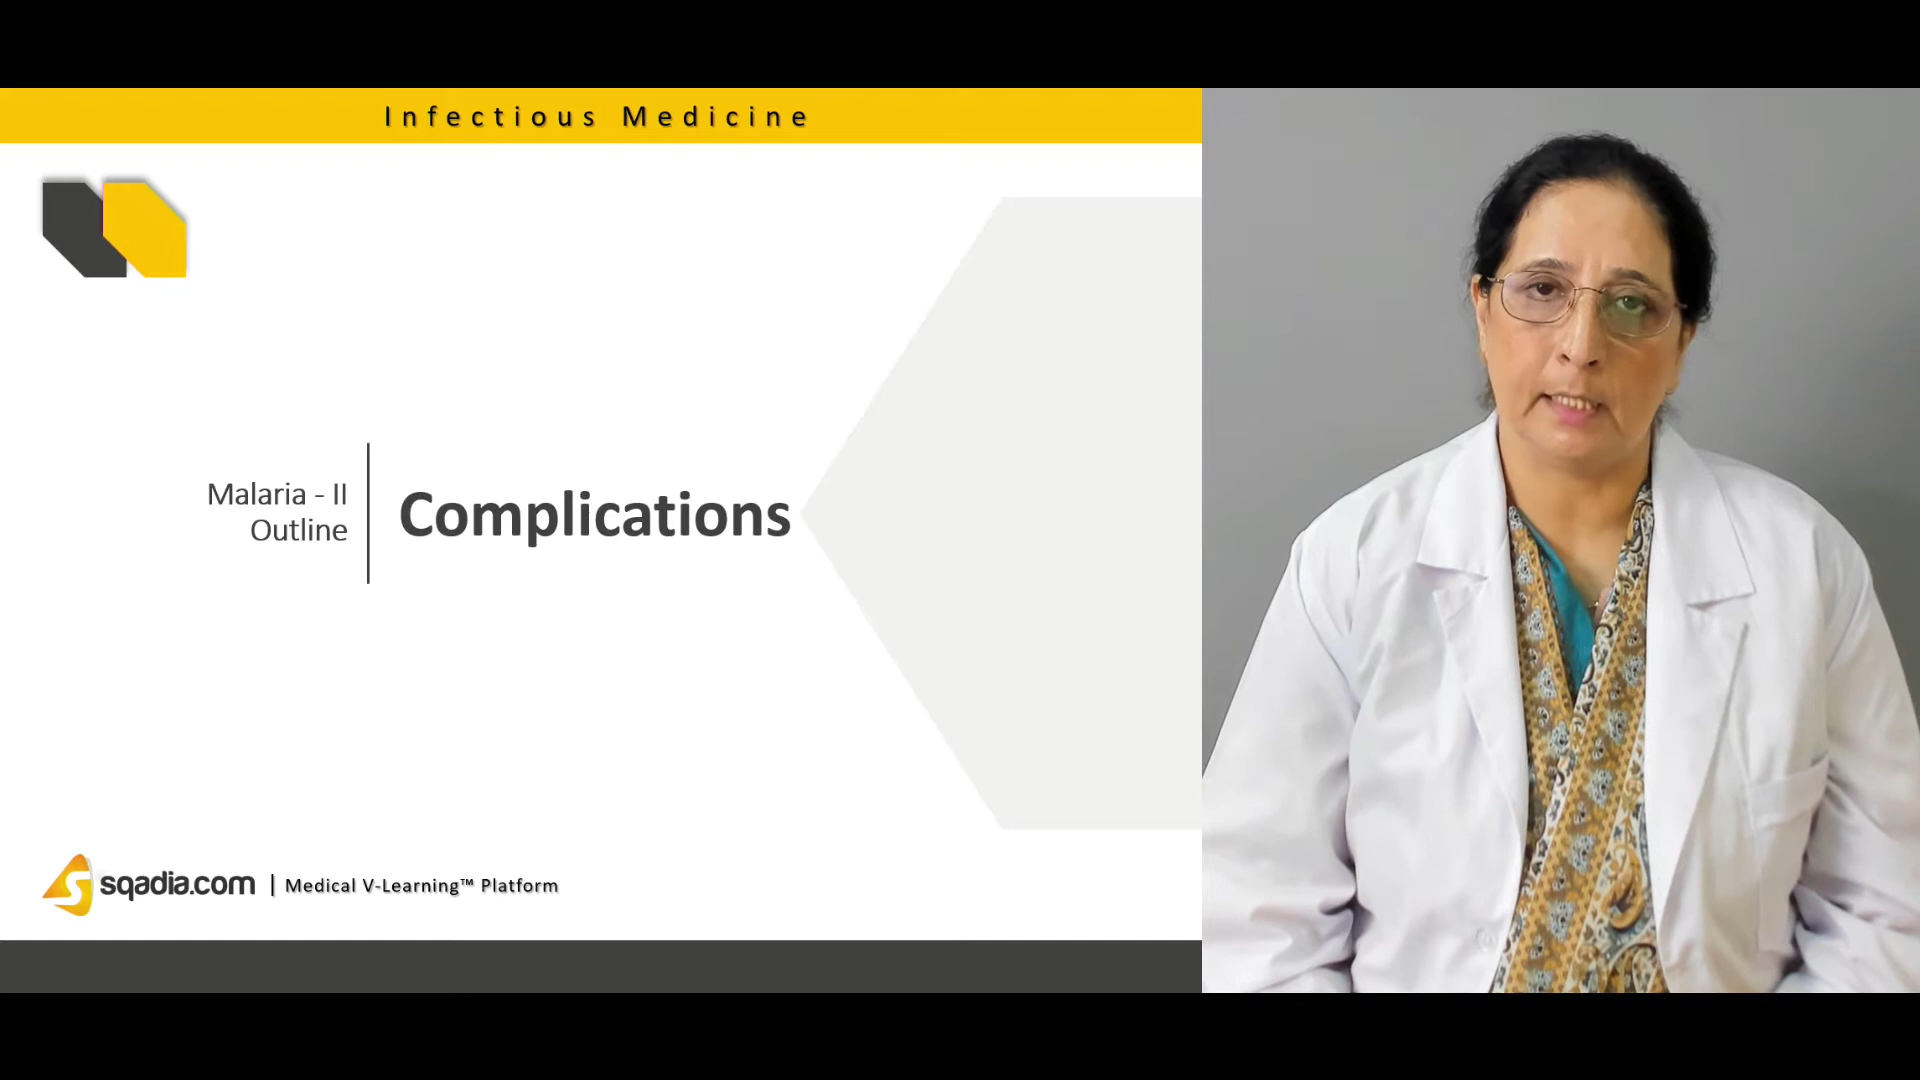 Infectious Medicine
Malaria - II
Outline
Complications
sqadia.com | Medical V-Learning™ Platform